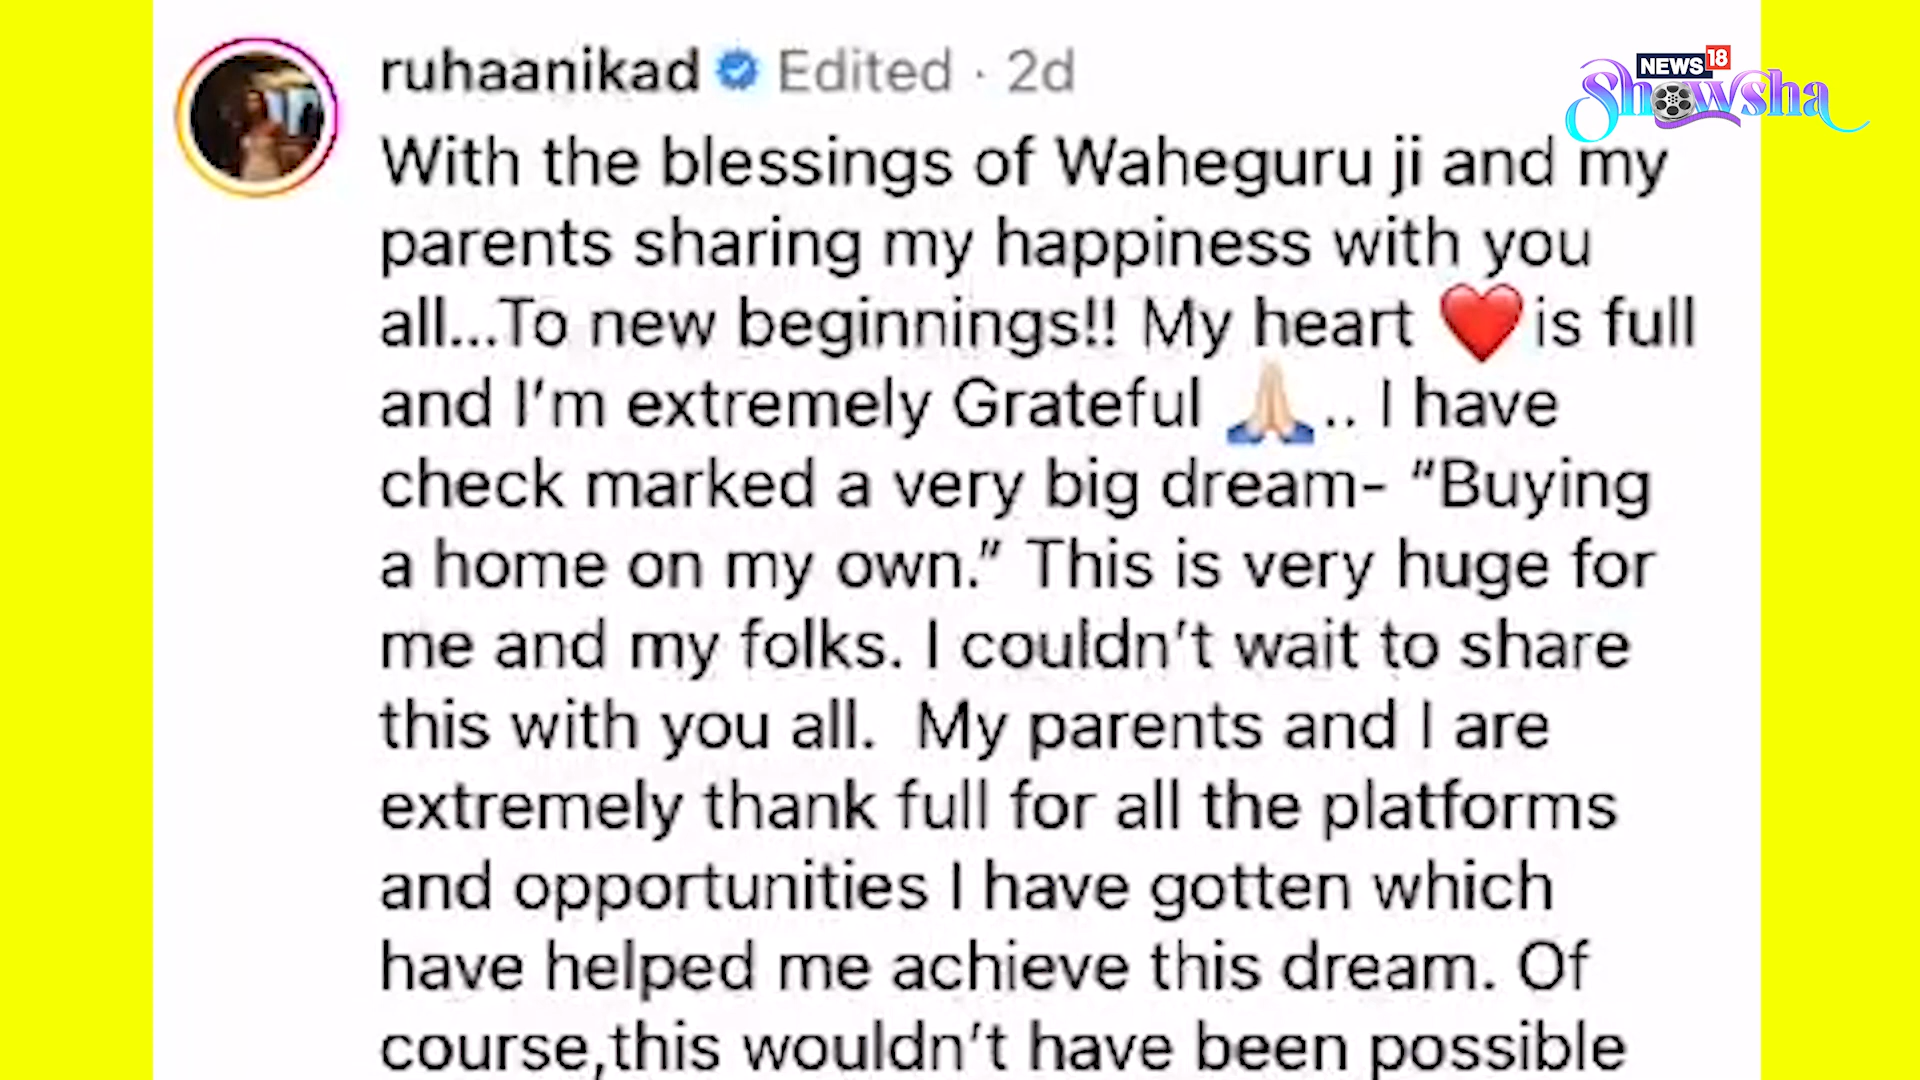 ruhaanikad Edited · 2d
NEWS18
Showsha
With the blessings of Waheguru ji and my
parents sharing my happiness with you
all...To new beginnings!! My heart ❤️is full
and I'm extremely Grateful 🙏🏻.. I have
check marked a very big dream- “Buying
a home on my own.” This is very huge for
me and my folks. I couldn't wait to share
this with you all.  My parents and I are
extremely thank full for all the platforms
and opportunities I have gotten which
have helped me achieve this dream. Of
course,this wouldn't have been possible